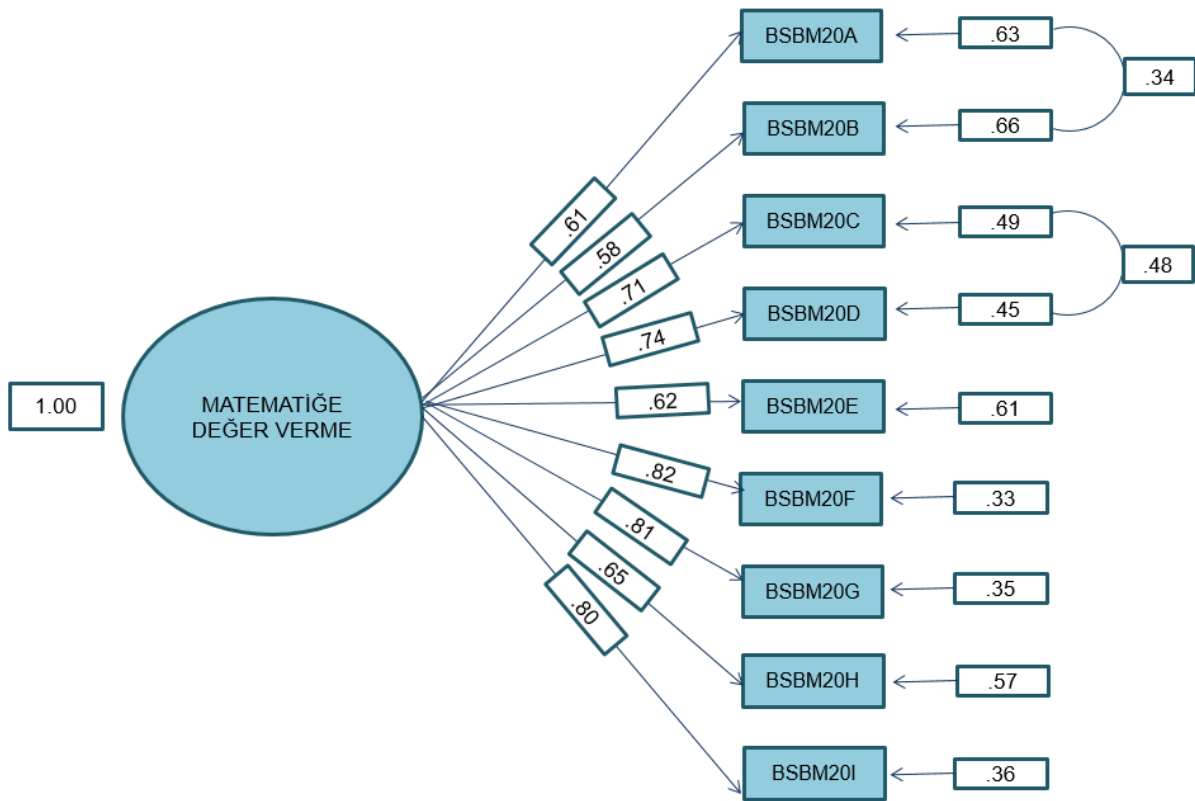 1.00
MATEMATİĞE
DEĞER VERME
.61
.58
.71
.74
.62
.82
.81
.65
.80
BSBM20A
.63
BSBM20B
.66
.34
BSBM20C
.49
BSBM20D
.45
.48
BSBM20E
.61
BSBM20F
.33
BSBM20G
.35
BSBM20H
.57
BSBM20I
.36